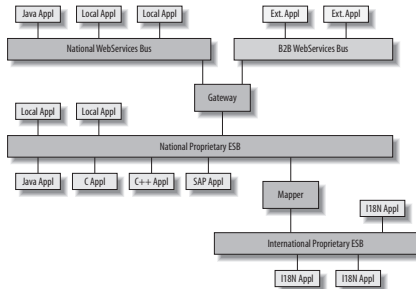 Java Appl Local Appl Local Appl Ext. Appl Ext. Appl
National WebServices Bus B2B WebServices Bus
Gateway
Local Appl Local Appl
National Proprietary ESB
Java Appl C Appl C++ Appl SAP Appl
Mapper
I18N Appl
International Proprietary ESB
I18N Appl I18N Appl